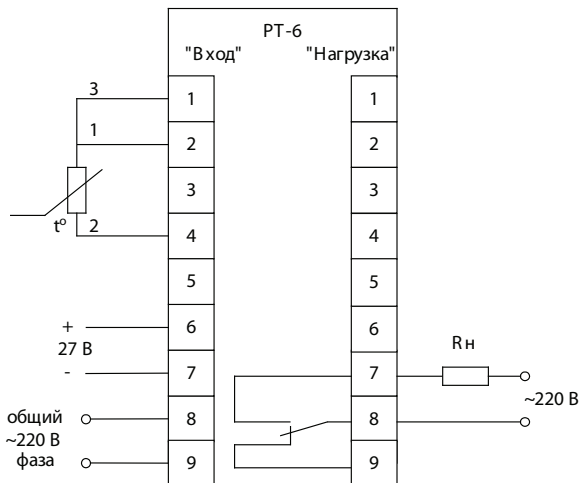 РТ-6
"Вход" "Нагрузка"
3 1 1
1 2 2
3 3
t° 2 4 4
5 5
+ 6 6
27 В
- 7 7 Rн
общий 8 8 ~220 В
~220 В
фаза 9 9